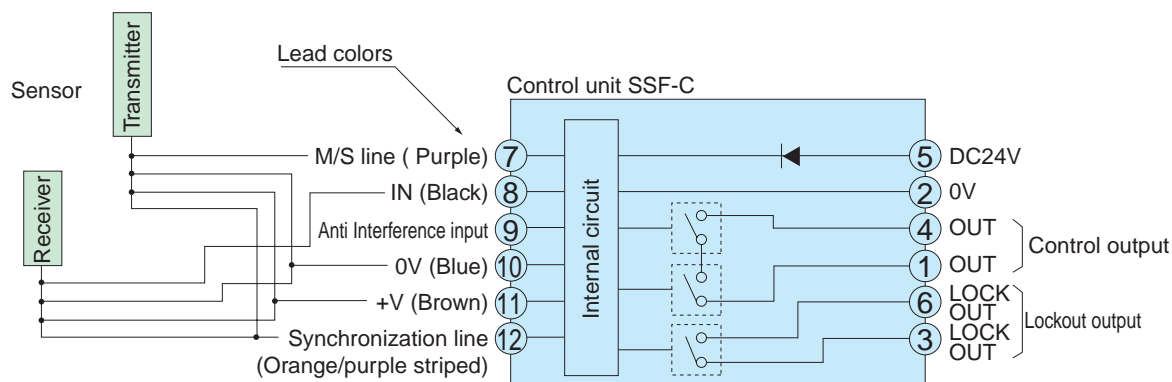 Lead colors
Sensor
Transmitter
Receiver
Control unit SSF-C
M/S line ( Purple)
7
IN (Black)
8
Anti Interference input
9
0V (Blue)
10
+V (Brown)
11
Synchronization line
(Orange/purple striped)
12
Internal circuit
5
DC24V
2
0V
4
OUT
1
OUT
Control output
6
LOCK
OUT
3
LOCK
OUT
Lockout output